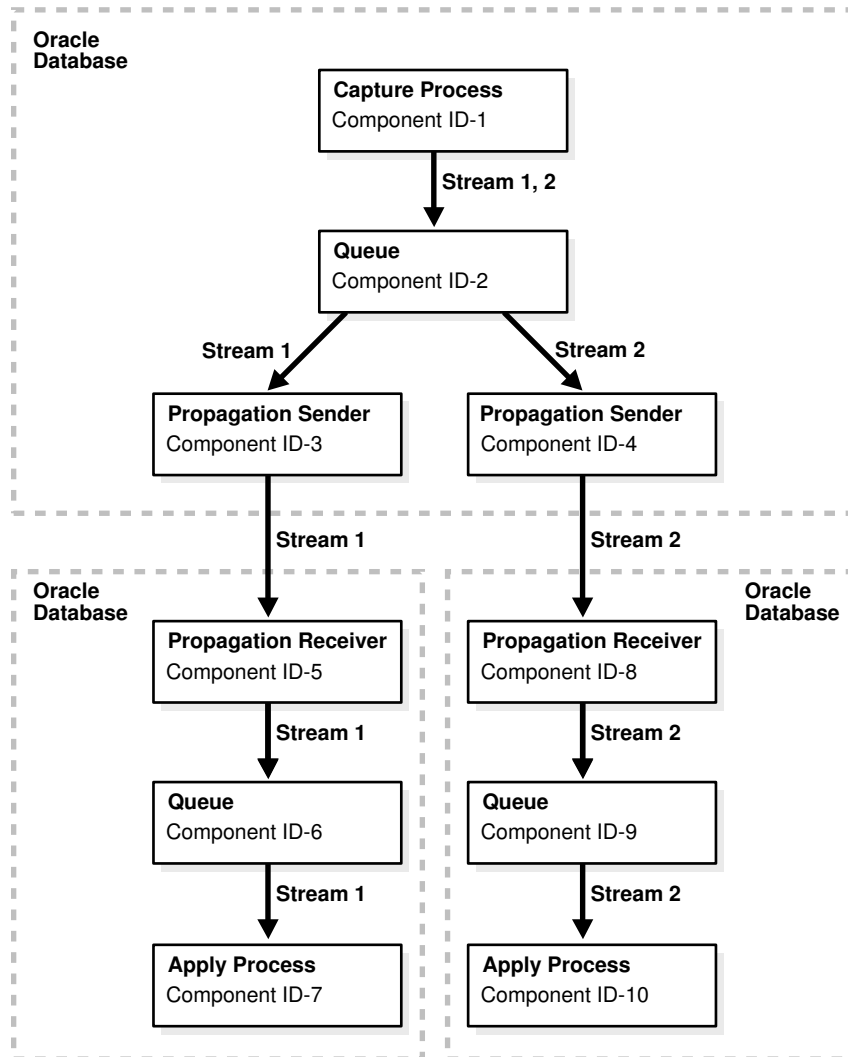 Oracle
Database
Capture Process
Component ID-1
Stream 1, 2
Queue
Component ID-2
Stream 1
Stream 2
Propagation Sender
Component ID-3
Propagation Sender
Component ID-4
Stream 1
Stream 2
Oracle
Database
Oracle
Database
Propagation Receiver
Component ID-5
Propagation Receiver
Component ID-8
Stream 1
Stream 2
Queue
Component ID-6
Queue
Component ID-9
Stream 1
Stream 2
Apply Process
Component ID-7
Apply Process
Component ID-10